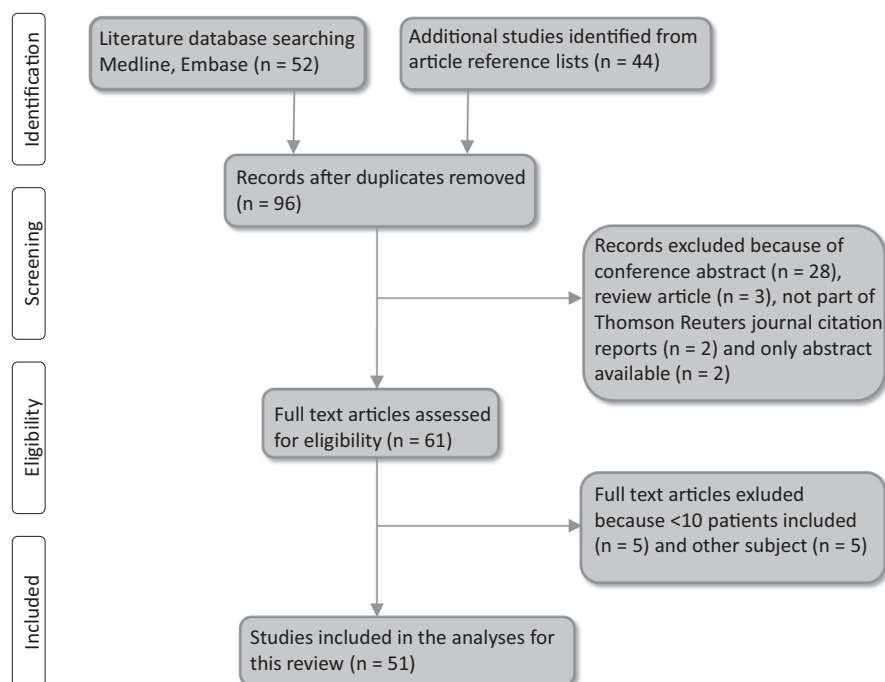 Identification
Literature database searching
Medline, Embase (n = 52)
Additional studies identified from
article reference lists (n = 44)
Records after duplicates removed
(n = 96)
Screening
Records excluded because of
conference abstract (n = 28),
review article (n = 3), not part of
Thomson Reuters journal citation
reports (n = 2) and only abstract
available (n = 2)
Eligibility
Full text articles assessed
for eligibility (n = 61)
Full text articles exluded
because <10 patients included
(n = 5) and other subject (n = 5)
Included
Studies included in the analyses for
this review (n = 51)